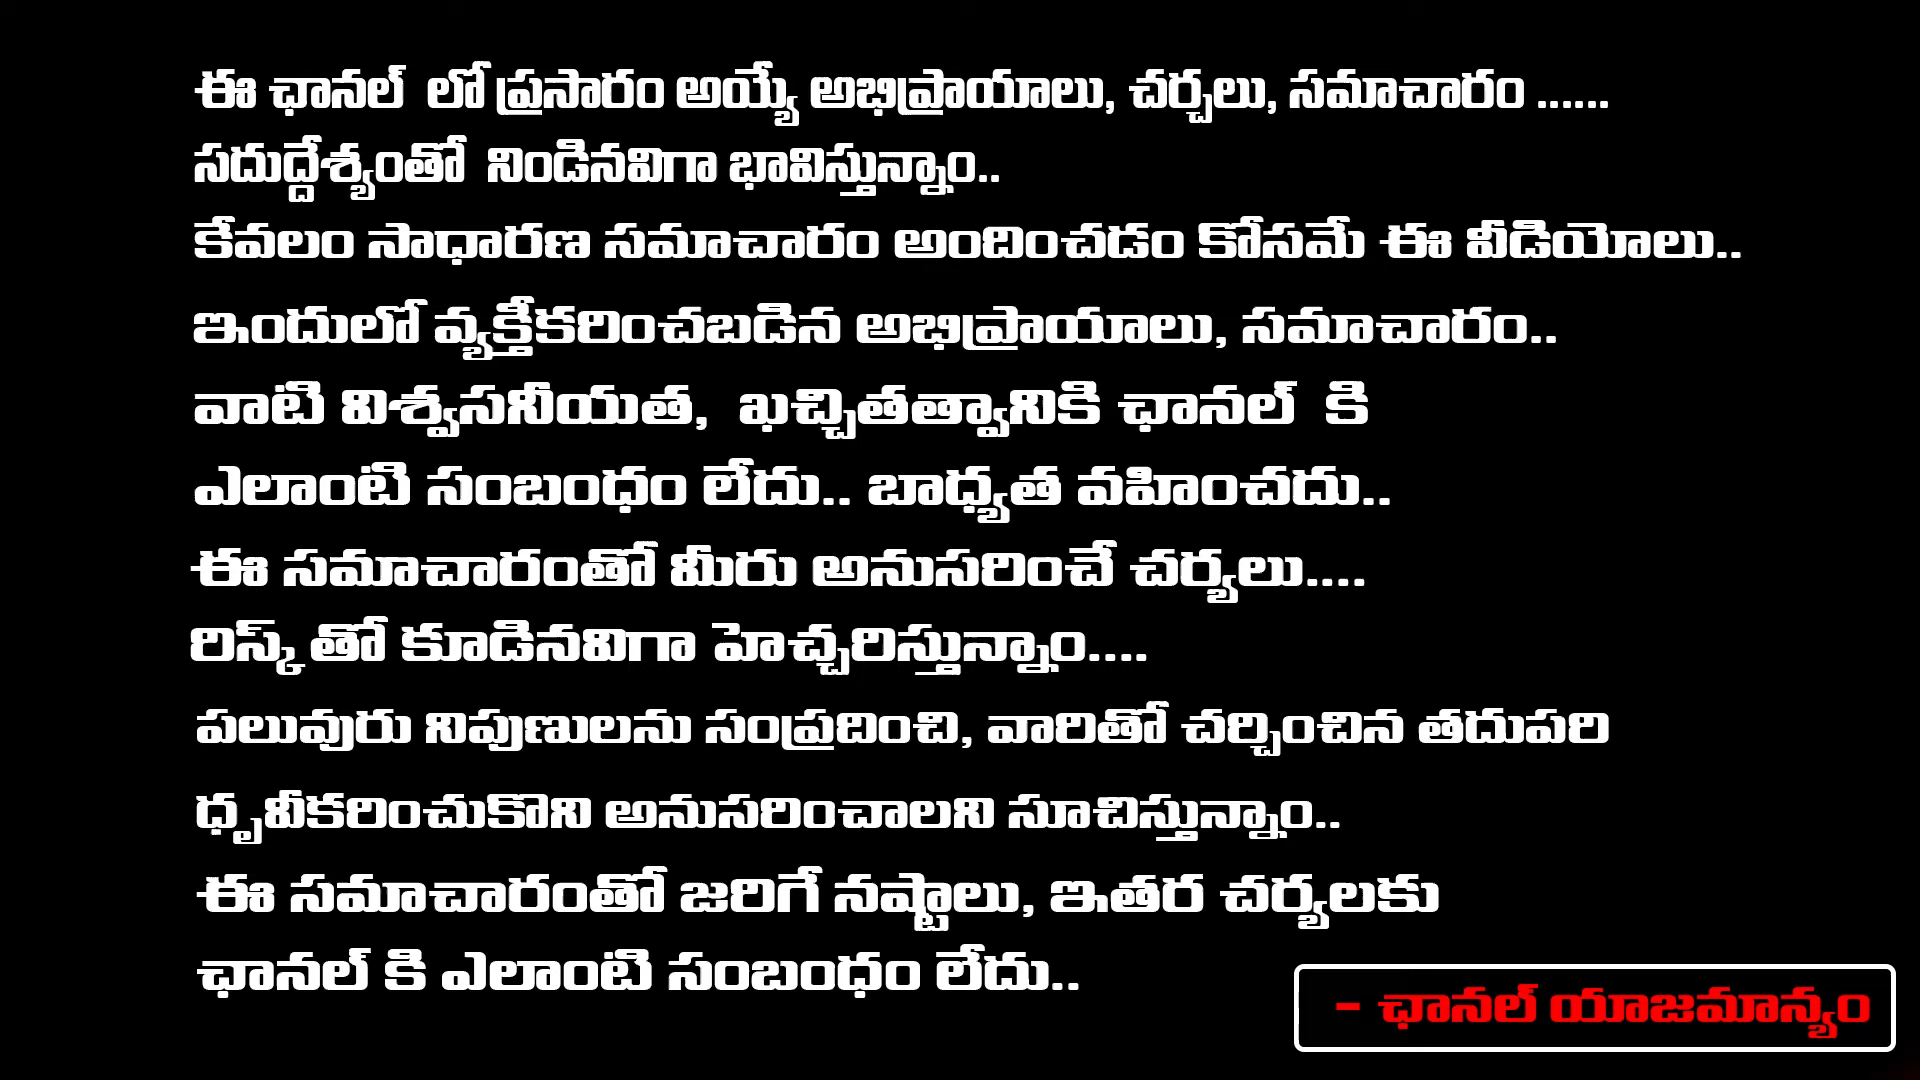 ఈ ఛానల్ లో ప్రసారం అయ్యే అభిప్రాయాలు, చర్చలు, సమాచారం ......
సదుద్దేశ్యంతో నిండినవిగా భావిస్తున్నాం..
కేవలం సాధారణ సమాచారం అందించడం కోసమే ఈ వీడియోలు..
ఇందులో వ్యక్తీకరించబడిన అభిప్రాయాలు, సమాచారం..
వాటి విశ్వసనీయత, ఖచ్చితత్వానికి ఛానల్ కి
ఎలాంటి సంబంధం లేదు.. బాధ్యత వహించదు..
ఈ సమాచారంతో మీరు అనుసరించే చర్యలు....
రిస్క్ తో కూడినవిగా హెచ్చరిస్తున్నాం....
పలువురు నిపుణులను సంప్రదించి, వారితో చర్చించిన తదుపరి
ధృవీకరించుకొని అనుసరించాలని సూచిస్తున్నాం..
ఈ సమాచారంతో జరిగే నష్టాలు, ఇతర చర్యలకు
ఛానల్ కి ఎలాంటి సంబంధం లేదు..
- ఛానల్ యాజమాన్యం